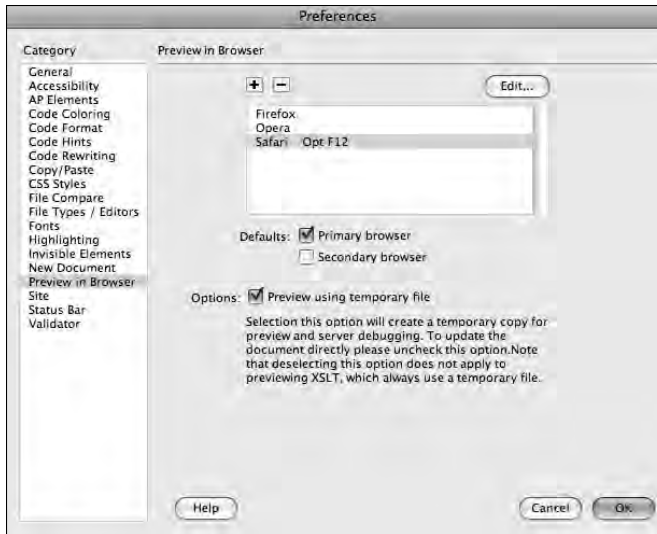 Preferences
Category
General
Accessibility
AP Elements
Code Coloring
Code Format
Code Hints
Code Rewriting
Copy/Paste
CSS Styles
File Compare
File Types / Editors
Fonts
Highlighting
Invisible Elements
New Document
Preview in Browser
Site
Status Bar
Validator
Preview in Browser
Edit...
Firefox
Opera
Safari Opt F12
Defaults: Primary browser
Secondary browser
Options: Preview using temporary file
Selection this option will create a temporary copy for
preview and server debugging. To update the
document directly please uncheck this option.Note
that deselecting this option does not apply to
previewing XSLT, which always use a temporary file.
Help
Cancel
OK